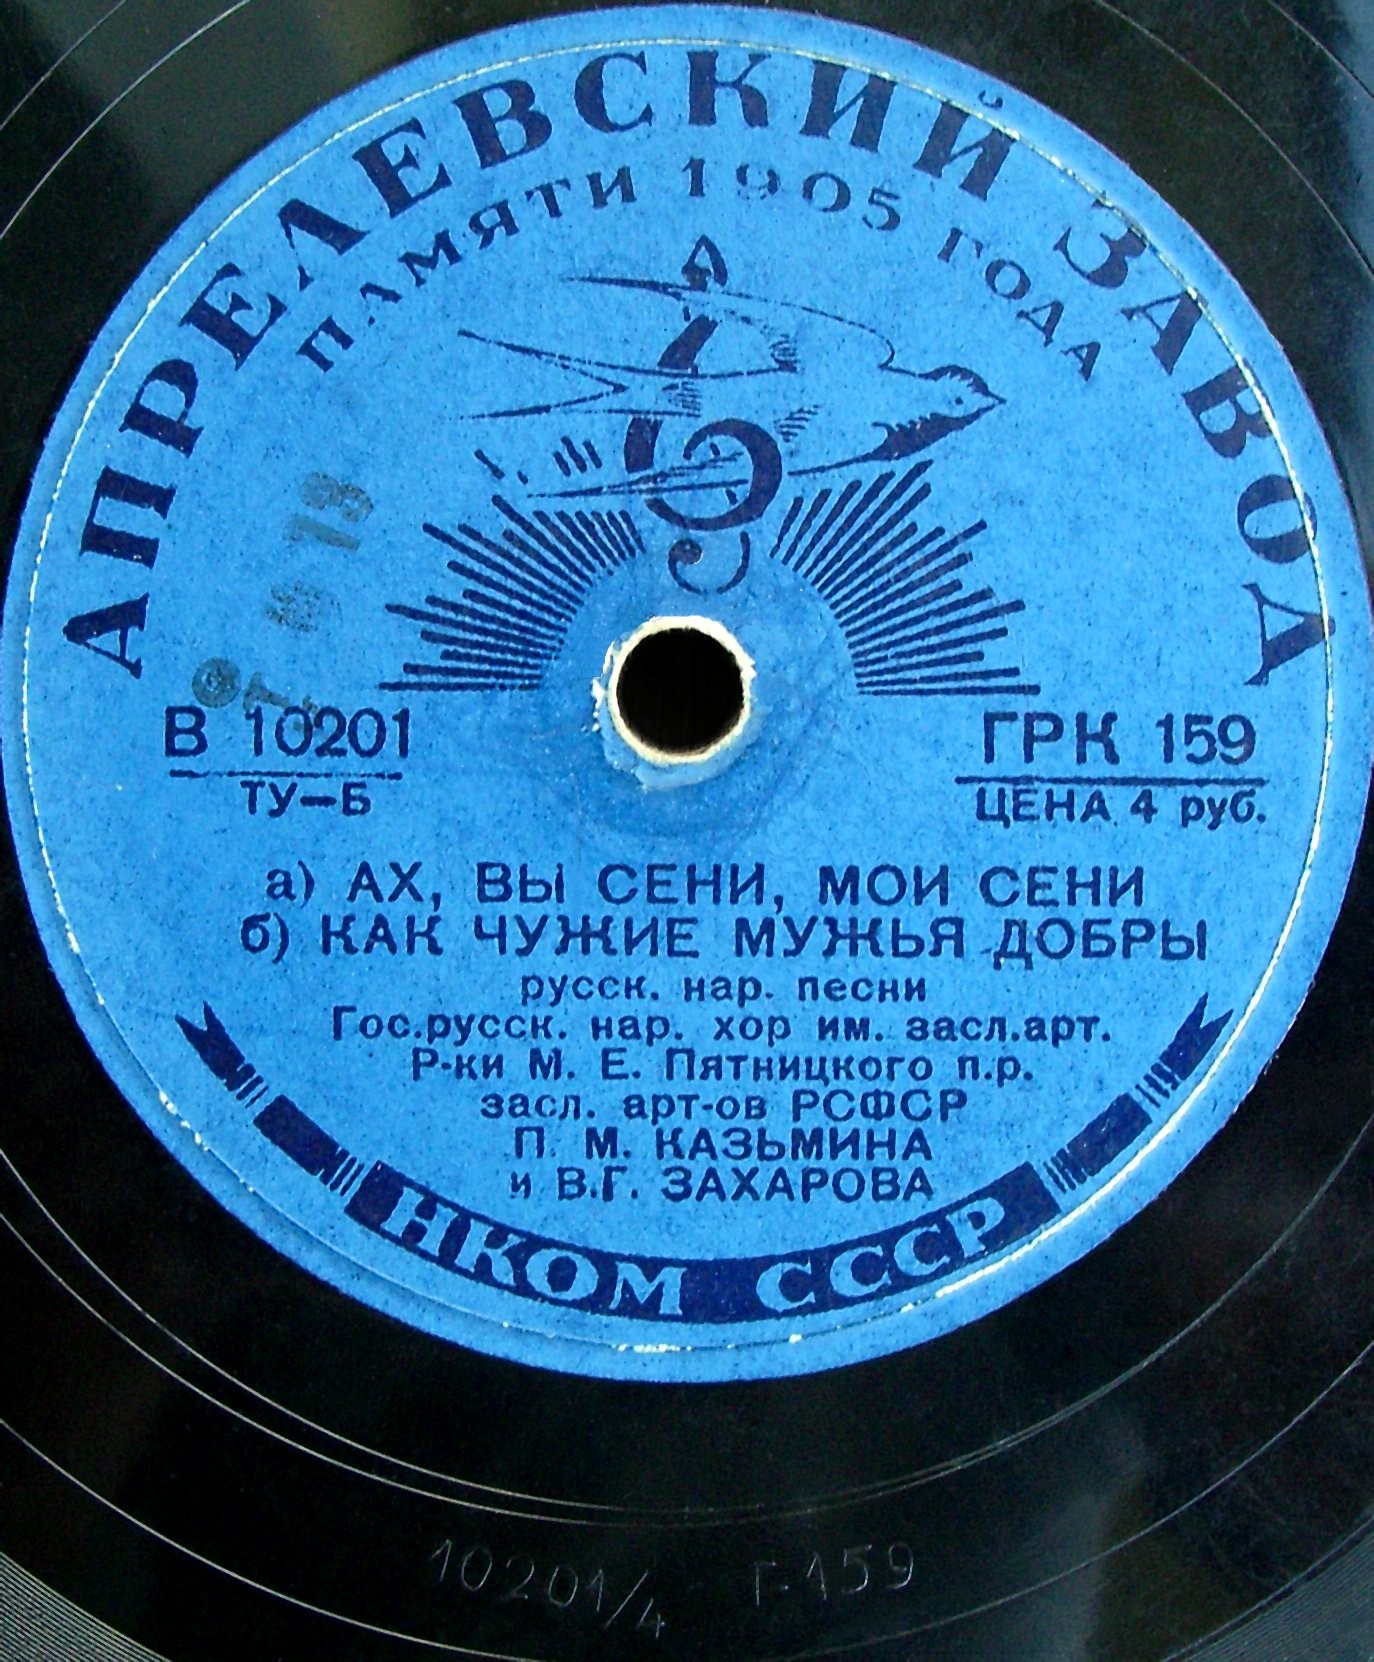 АПРЕЛЕВСКИЙ ЗАВОД
ПАМЯТИ 1905 ГОДА
В 10201
ТУ–Б
ГРК 159
ЦЕНА 4 руб.
а) АХ, ВЫ СЕНИ, МОИ СЕНИ
б) КАК ЧУЖИЕ МУЖЬЯ ДОБРЫ
русск. нар. песни
Гос.русск. нар. хор им. засл.арт.
Р-ки М. Е. Пятницкого п.р.
засл. арт-ов РСФСР
П. М. КАЗЬМИНА
и В.Г. ЗАХАРОВА
НКОМ СССР
10201/4 Г-159